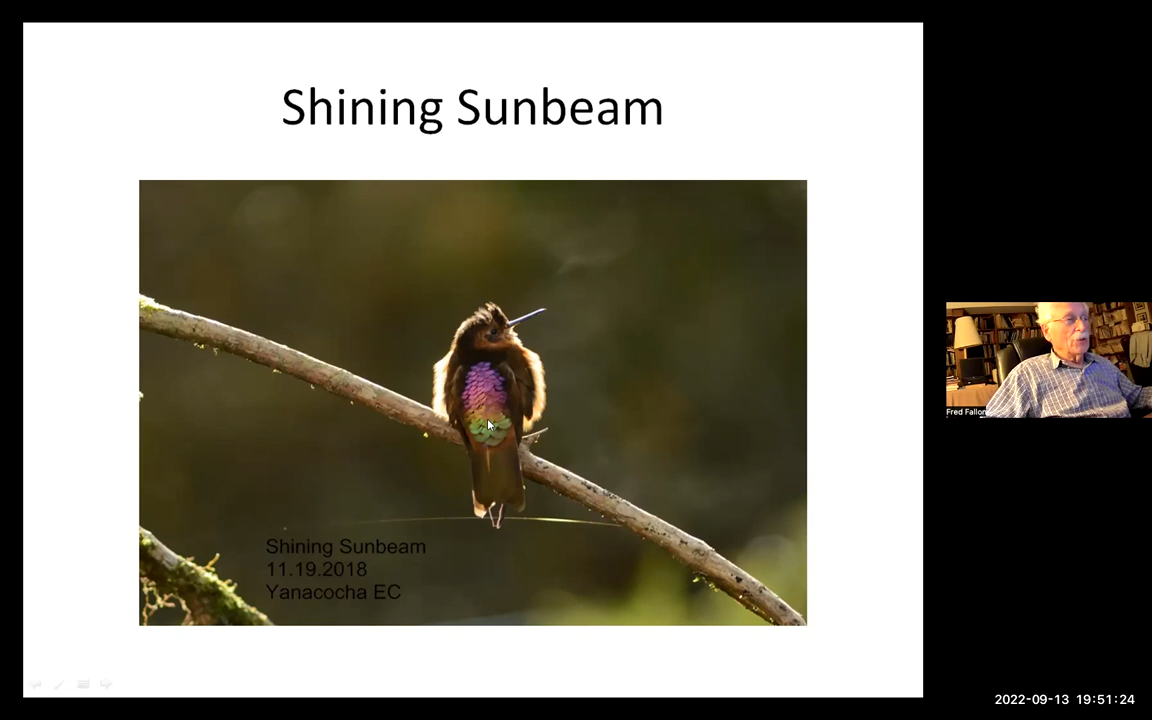 Shining Sunbeam
Shining Sunbeam
11.19.2018
Yanacocha EC
Fred Fallon
2022-09-13 19:51:24